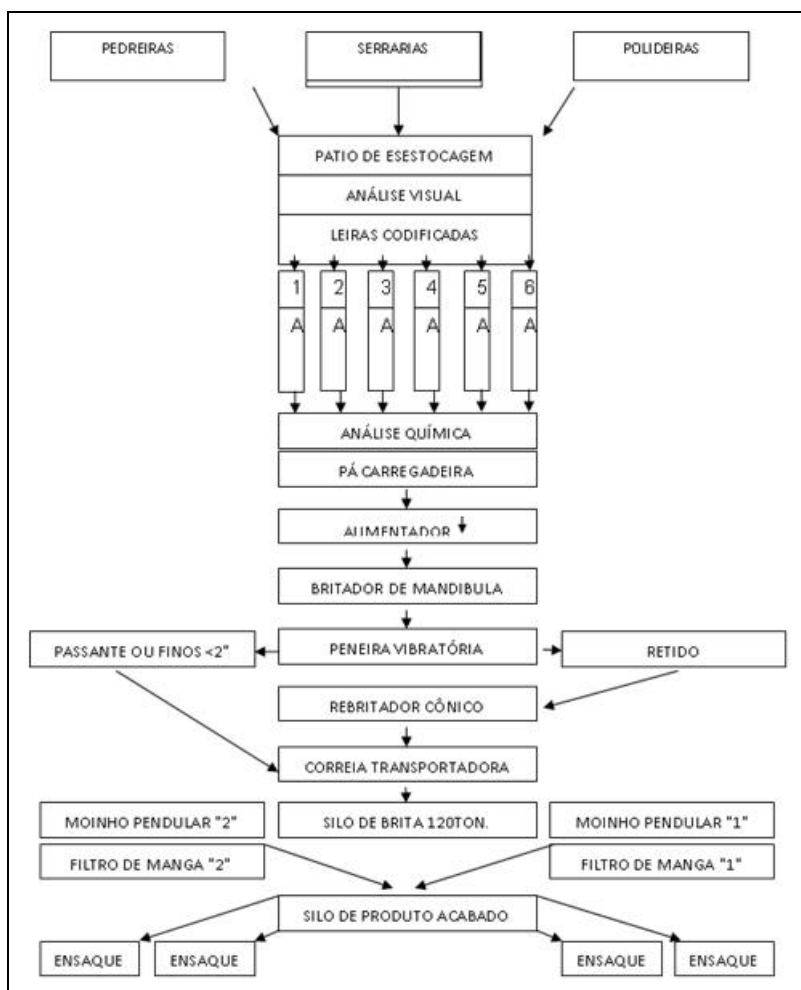 PEDREIRAS
SERRARIAS
POLIDEIRAS
PATIO DE ESESTOCAGEM
ANÁLISE VISUAL
LEIRAS CODIFICADAS
1 2 3 4 5 6
A A A A A A
ANÁLISE QUÍMICA
PÁ CARREGADEIRA
ALIMENTADOR
BRITADOR DE MANDIBULA
PASSANTE OU FINOS <2"
PENEIRA VIBRATÓRIA
RETIDO
REBRITADOR CÔNICO
CORREIA TRANSPORTADORA
MOINHO PENDULAR "2"
SILO DE BRITA 120TON.
MOINHO PENDULAR "1"
FILTRO DE MANGA "2"
FILTRO DE MANGA "1"
SILO DE PRODUTO ACABADO
ENSAQUE
ENSAQUE
ENSAQUE
ENSAQUE